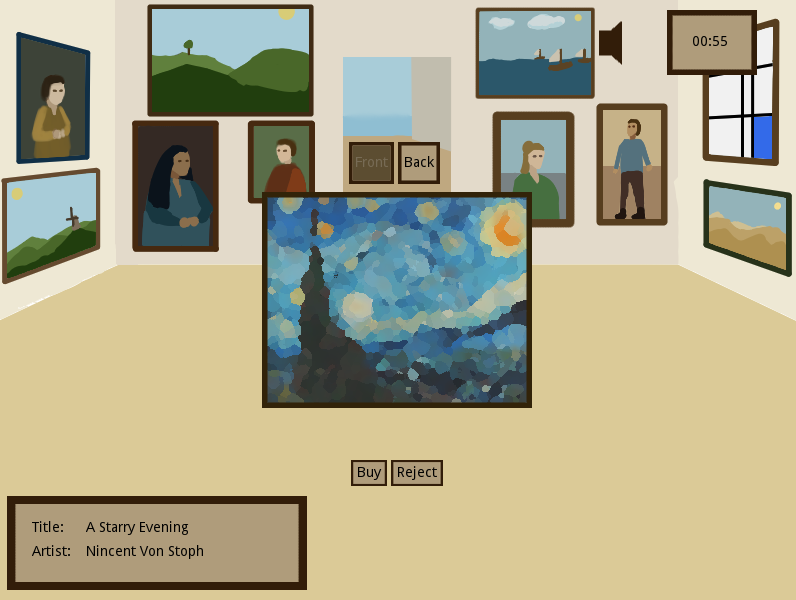 00:55
Front Back
Buy Reject
Title: A Starry Evening
Artist: Nincent Von Stoph